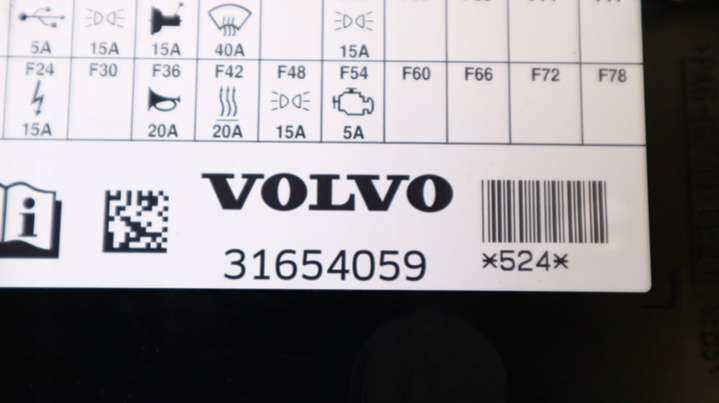 5A 15A 15A 40A 15A
F24 F30 F36 F42 F48 F54 F60 F66 F72 F78
15A 20A 20A 15A 5A
VOLVO
31654059
*524*